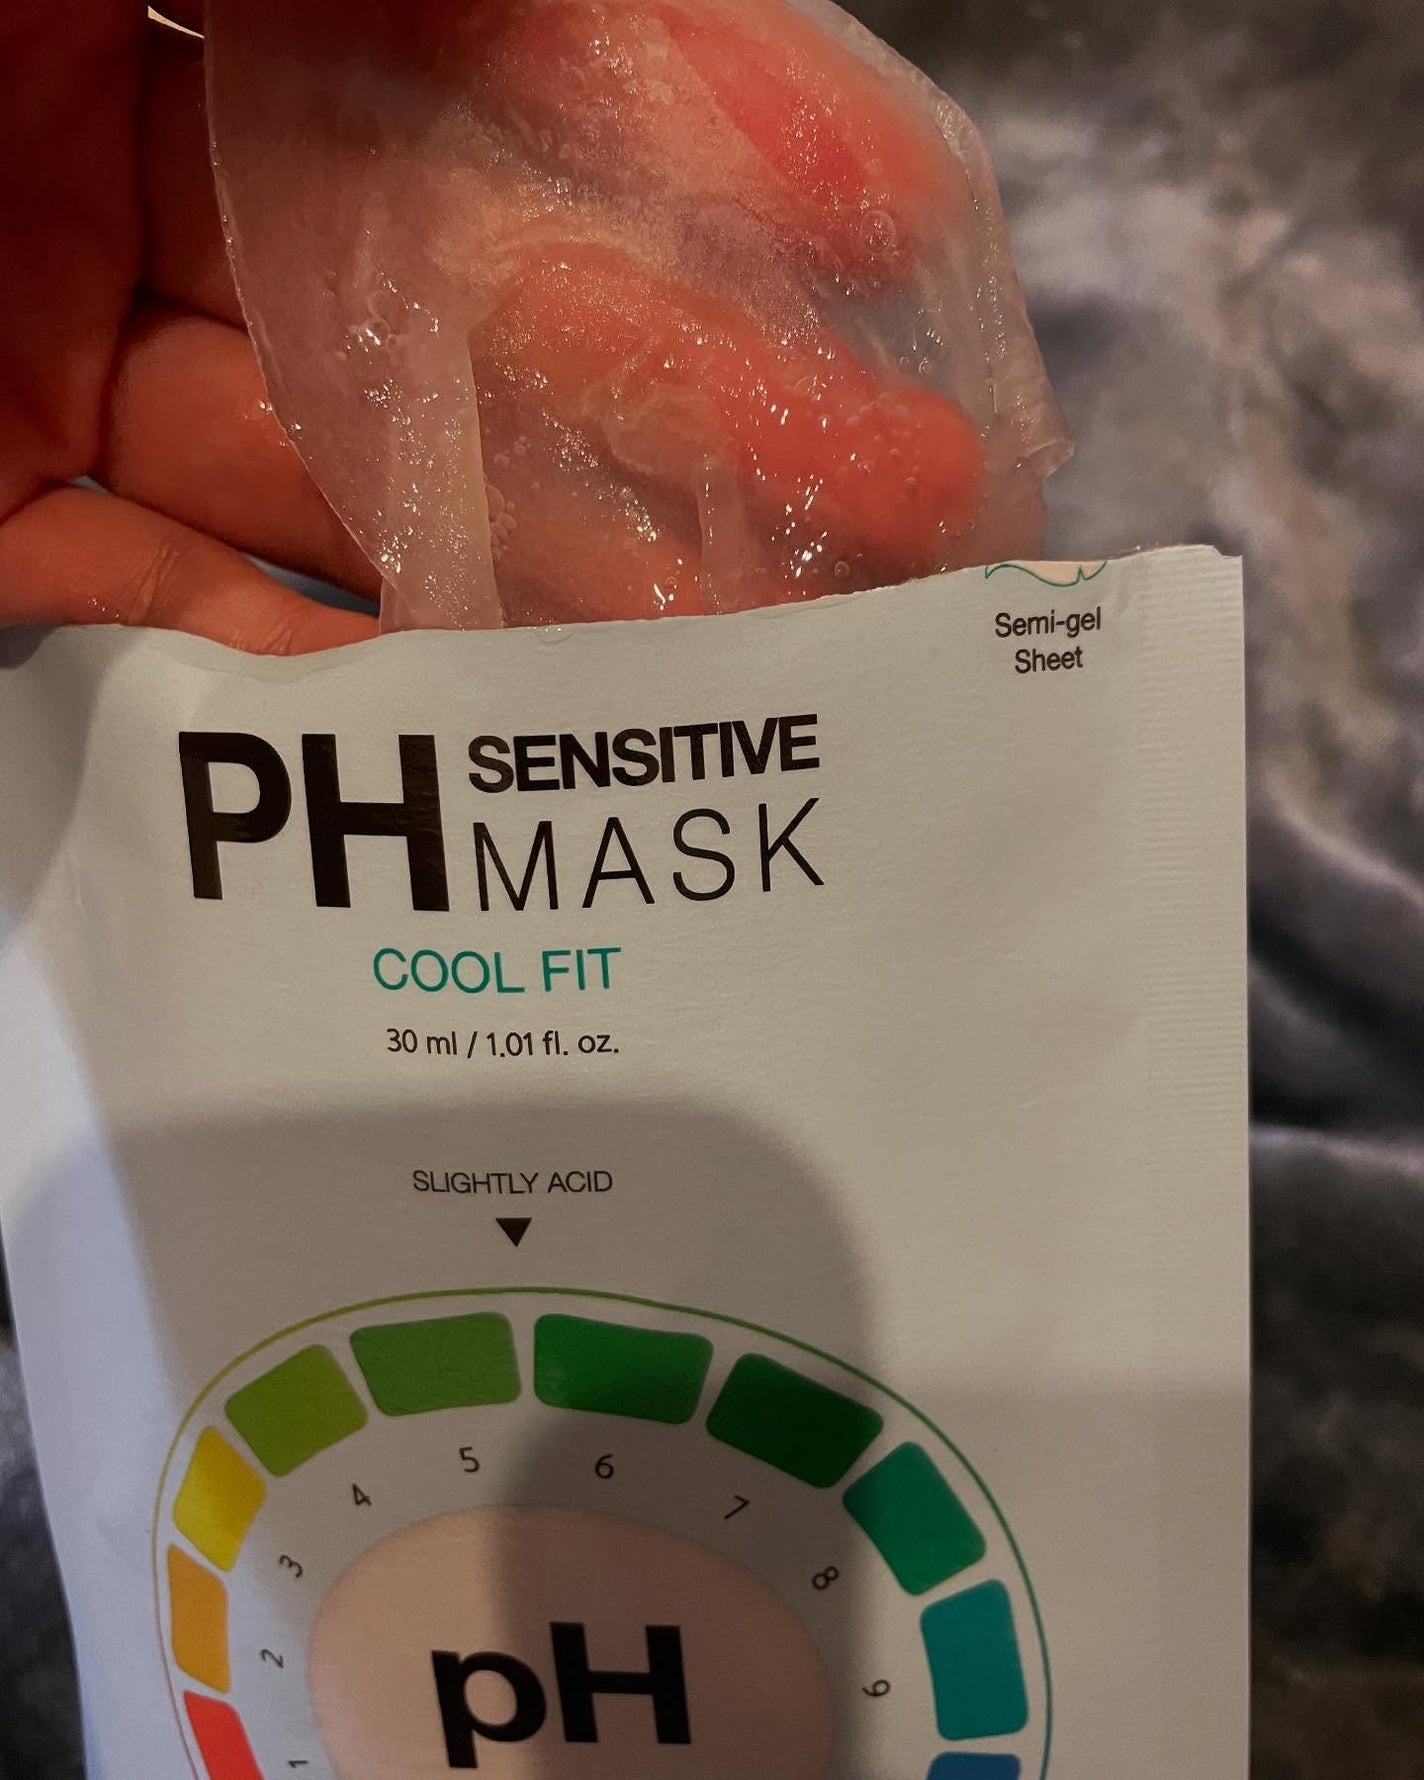 Semi-gel
Sheet
PH SENSITIVE
MASK
COOL FIT
30 ml / 1.01 fl. oz.
SLIGHTLY ACID
1 2 3 4 5 6 7 8 9
pH